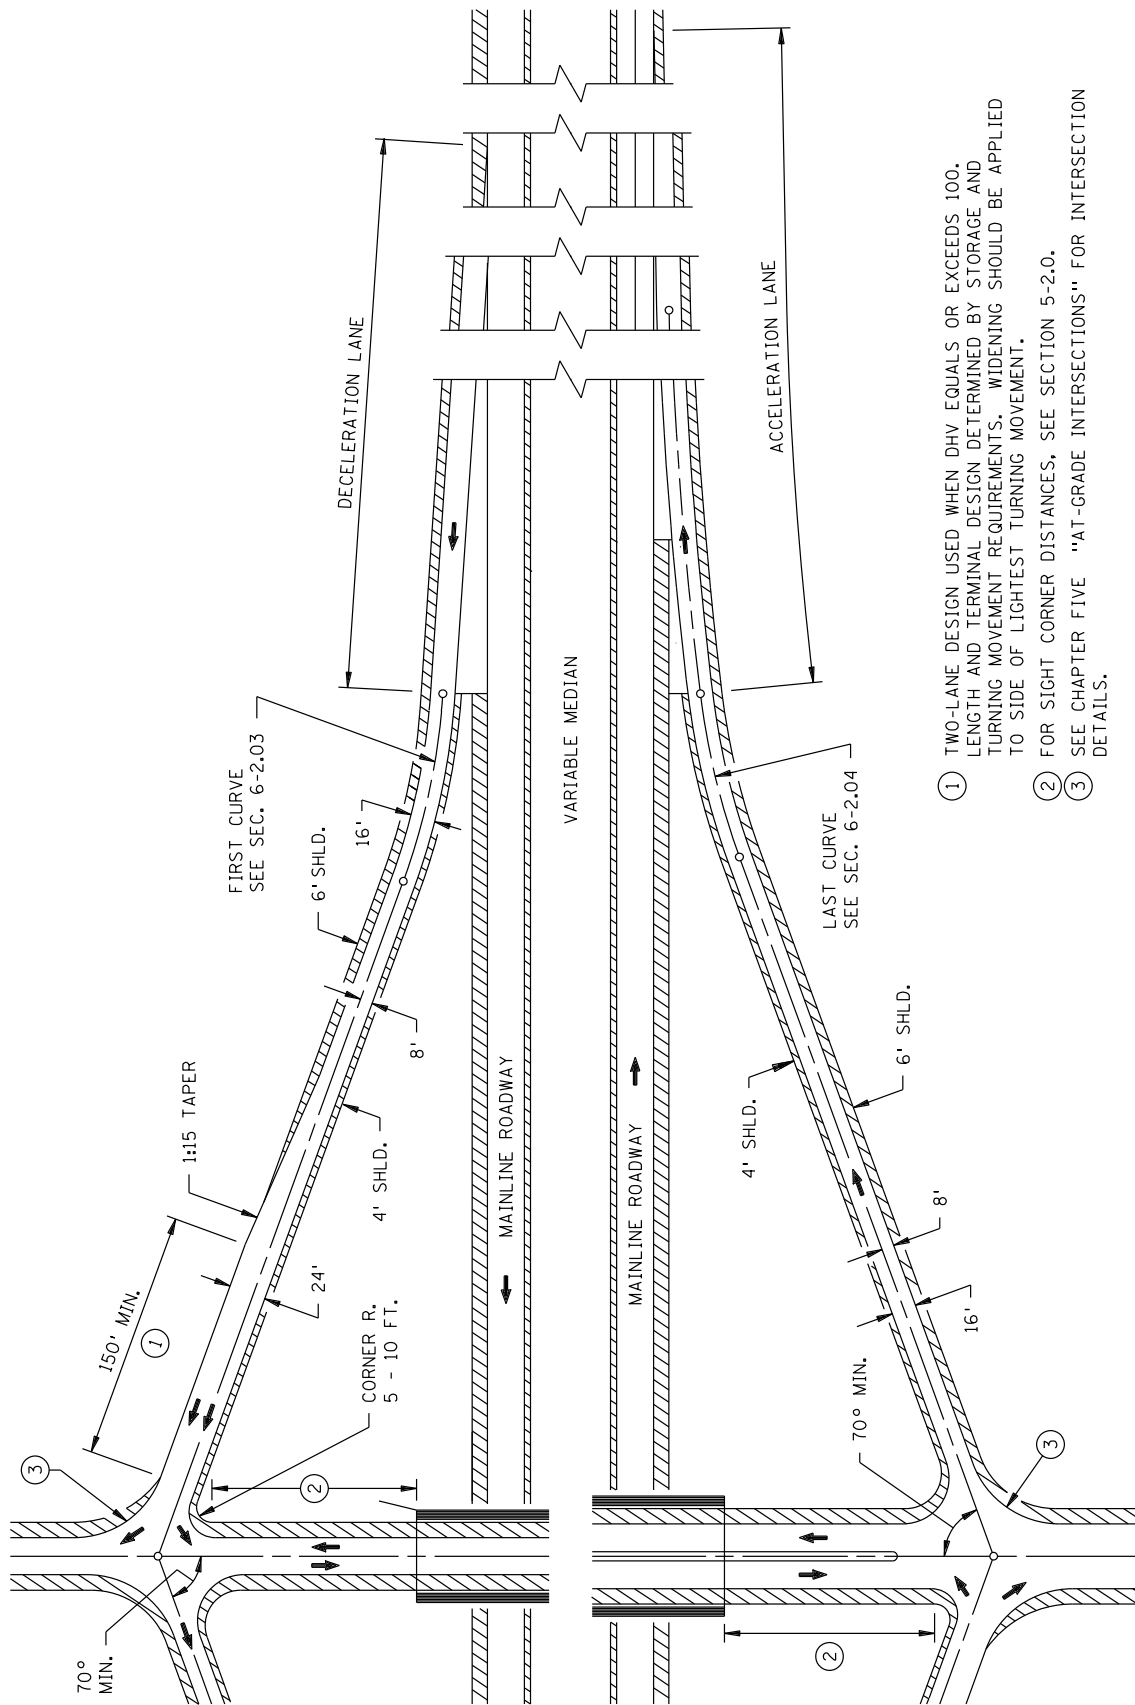 DECELERATION LANE
ACCELERATION LANE
FIRST CURVE
SEE SEC. 6-2.03
6' SHLD.
16'
VARIABLE MEDIAN
LAST CURVE
SEE SEC. 6-2.04
1:15 TAPER
8'
4' SHLD.
MAINLINE ROADWAY
MAINLINE ROADWAY
4' SHLD.
6' SHLD.
150' MIN.
1
24'
CORNER R.
5 - 10 FT.
8'
16'
70° MIN.
3
2
3
70°
MIN.
2
1 TWO-LANE DESIGN USED WHEN DHV EQUALS OR EXCEEDS 100.
LENGTH AND TERMINAL DESIGN DETERMINED BY STORAGE AND
TURNING MOVEMENT REQUIREMENTS. WIDENING SHOULD BE APPLIED
TO SIDE OF LIGHTEST TURNING MOVEMENT.
2 FOR SIGHT CORNER DISTANCES, SEE SECTION 5-2.0.
3 SEE CHAPTER FIVE "AT-GRADE INTERSECTIONS" FOR INTERSECTION
DETAILS.